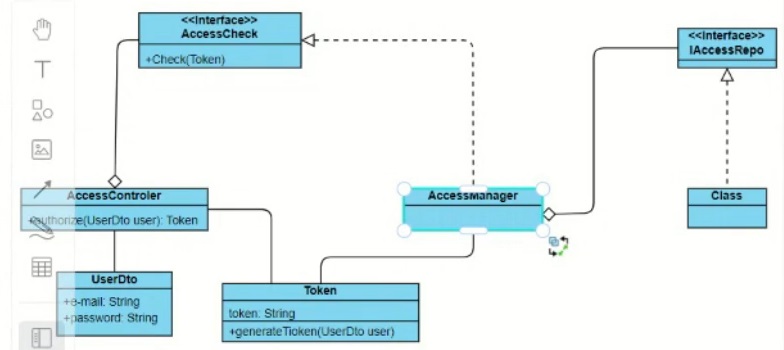 <<Interface>>
AccessCheck
+Check(Token)
<<Interface>>
IAccessRepo
AccessControler
+authorize(UserDto user): Token
AccessManager
Class
UserDto
+e-mail: String
+password: String
Token
token: String
+generateTioken(UserDto user)